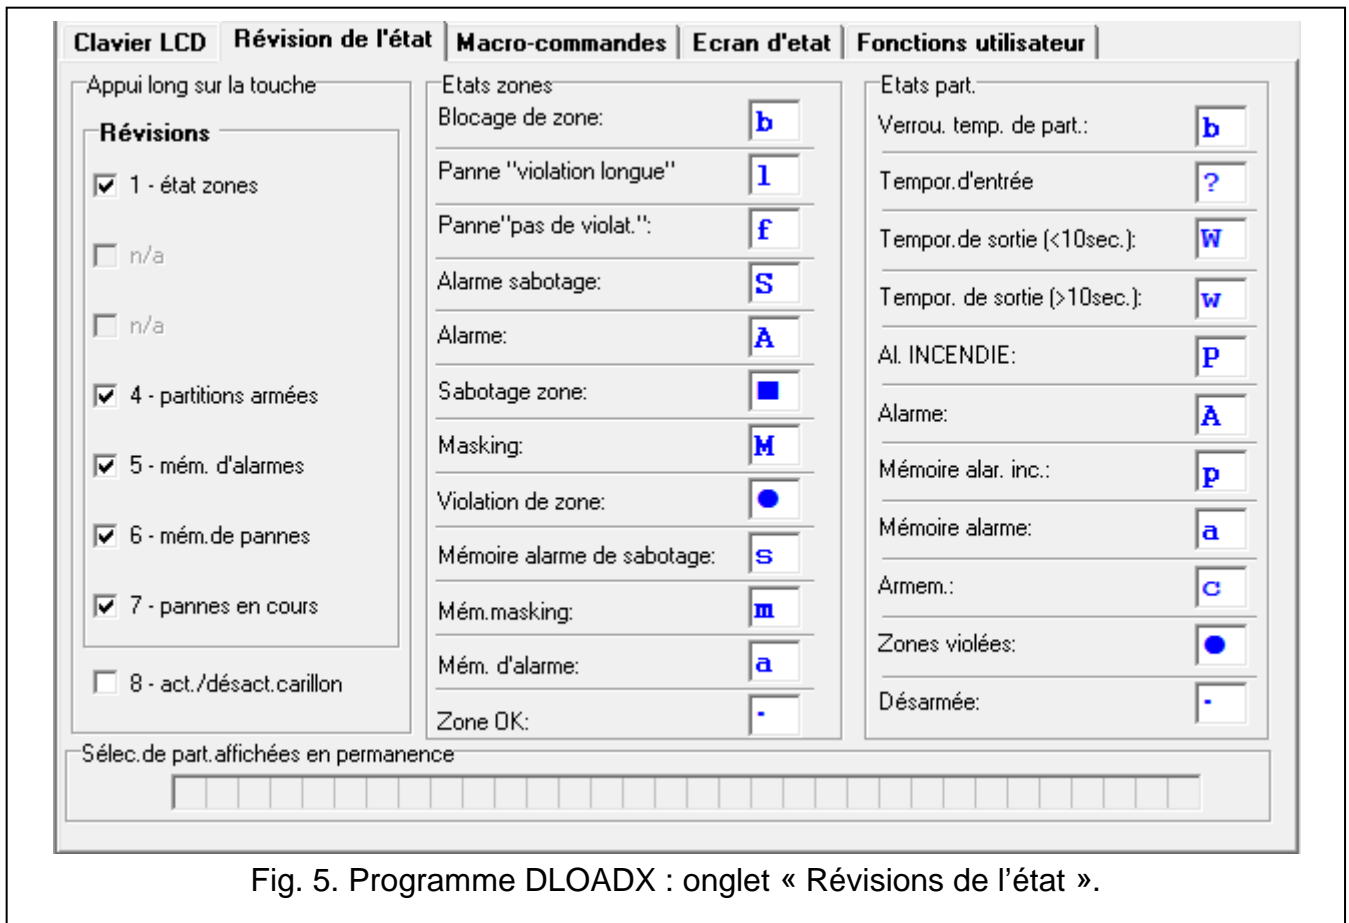 Clavier LCD Révision de l'état Macro-commandes Ecran d'etat Fonctions utilisateur
Appui long sur la touche
Révisions
1 - état zones
n/a
n/a
4 - partitions armées
5 - mém. d'alarmes
6 - mém.de pannes
7 - pannes en cours
8 - act./désact.carillon
Etats zones
Blocage de zone: b
Panne "violation longue" l
Panne"pas de violat.": f
Alarme sabotage: S
Alarme: A
Sabotage zone: ■
Masking: M
Violation de zone: ●
Mémoire alarme de sabotage: s
Mém.masking: m
Mém. d'alarme: a
Zone OK: -
Etats part.
Verrou. temp. de part.: b
Tempor.d'entrée ?
Tempor.de sortie (<10sec.): W
Tempor. de sortie (>10sec.): w
Al. INCENDIE: P
Alarme: A
Mémoire alar. inc.: p
Mémoire alarme: a
Armem.: c
Zones violées: ●
Désarmée: -
Sélec.de part.affichées en permanence
Fig. 5. Programme DLOADX : onglet « Révisions de l’état ».